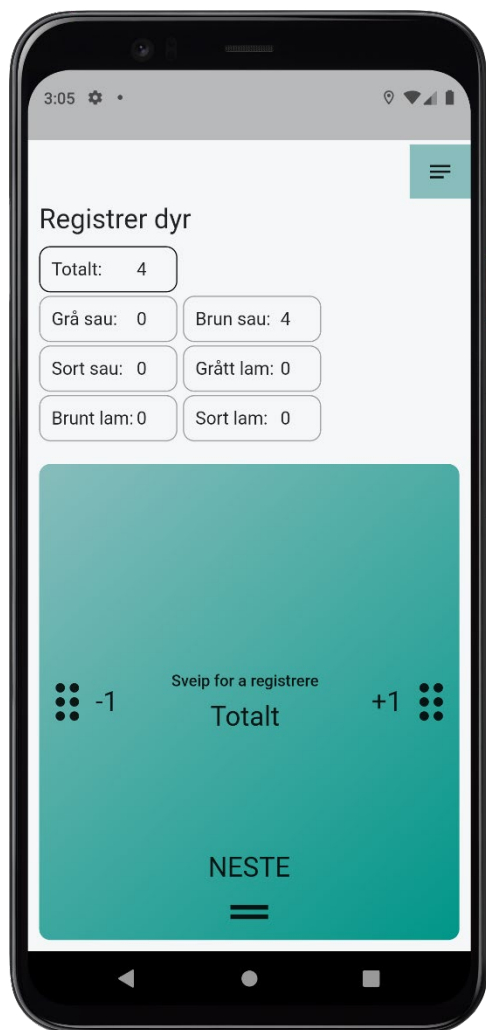 3:05
Registrer dyr
Totalt: 4
Grå sau: 0 Brun sau: 4
Sort sau: 0 Grått lam: 0
Brunt lam: 0 Sort lam: 0
Sveip for a registrere
-1 Totalt +1
NESTE